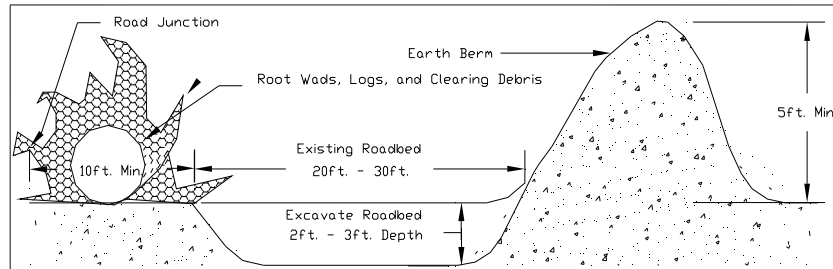 Road Junction
Earth Berm
Root Wads, Logs, and Clearing Debris
5ft. Min
Existing Roadbed
10ft. Min
20ft. - 30ft.
Excavate Roadbed
2ft. - 3ft. Depth